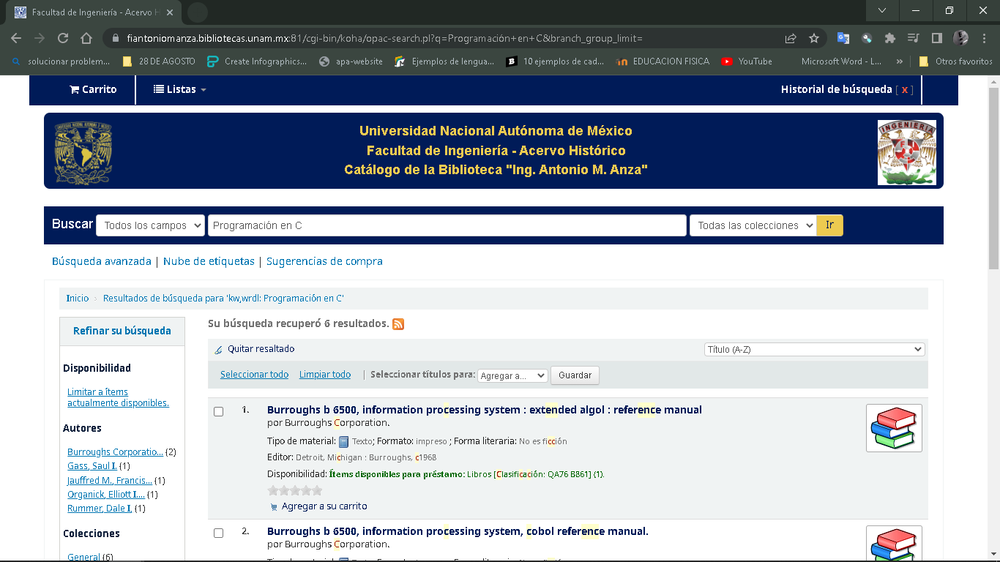 Facultad de Ingeniería - Acervo H
fiantoniomanza.bibliotecas.unam.mx:81/cgi-bin/koha/opac-search.pl?q=Programación+en+C&branch_group_limit=
solucionar problem... 28 DE AGOSTO Create Infographics... apa-website Ejemplos de lengua... 10 ejemplos de cad... EDUCACION FISICA YouTube Microsoft Word - L... » Otros favoritos
Carrito Listas Historial de búsqueda [ x ]
Universidad Nacional Autónoma de México
Facultad de Ingeniería - Acervo Histórico
Catálogo de la Biblioteca "Ing. Antonio M. Anza"
INGENIERIA
Buscar Todos los campos Programación en C Todas las colecciones Ir
Búsqueda avanzada | Nube de etiquetas | Sugerencias de compra
Inicio › Resultados de búsqueda para 'kw,wrdl: Programación en C'
Refinar su búsqueda
Disponibilidad
Limitar a ítems
actualmente disponibles.
Autores
Burroughs Corporatio... (2)
Gass, Saul I. (1)
Jauffred M., Francis... (1)
Organick, Elliott I.... (1)
Rummer, Dale I. (1)
Colecciones
General (6)
Su búsqueda recuperó 6 resultados.
Quitar resaltado Título (A-Z)
Seleccionar todo Limpiar todo | Seleccionar títulos para: Agregar a... Guardar
1. Burroughs b 6500, information processing system : extended algol : reference manual
por Burroughs Corporation.
Tipo de material: Texto; Formato: impreso ; Forma literaria: No es ficción
Editor: Detroit, Michigan : Burroughs, c1968
Disponibilidad: Ítems disponibles para préstamo: Libros [Clasificación: QA76 B861] (1).
Agregar a su carrito
2. Burroughs b 6500, information processing system, cobol reference manual.
por Burroughs Corporation.